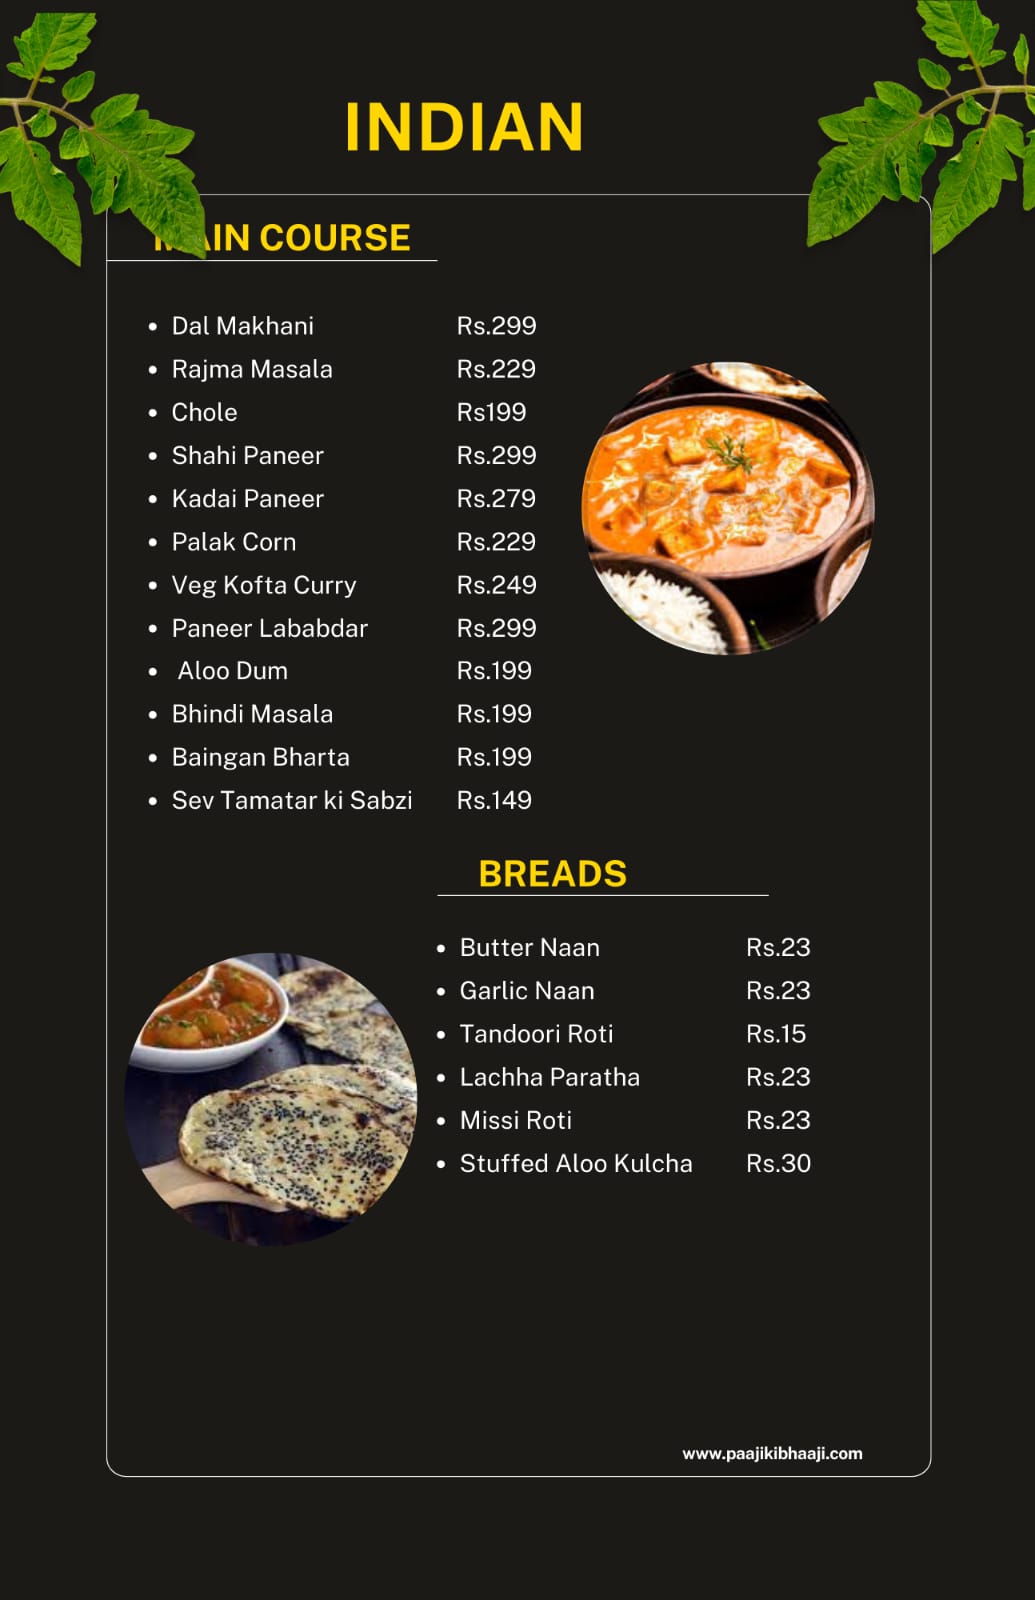 INDIAN
MAIN COURSE
• Dal Makhani Rs.299
• Rajma Masala Rs.229
• Chole Rs199
• Shahi Paneer Rs.299
• Kadai Paneer Rs.279
• Palak Corn Rs.229
• Veg Kofta Curry Rs.249
• Paneer Lababdar Rs.299
• Aloo Dum Rs.199
• Bhindi Masala Rs.199
• Baingan Bharta Rs.199
• Sev Tamatar ki Sabzi Rs.149
BREADS
• Butter Naan Rs.23
• Garlic Naan Rs.23
• Tandoori Roti Rs.15
• Lachha Paratha Rs.23
• Missi Roti Rs.23
• Stuffed Aloo Kulcha Rs.30
www.paajikibhaaji.com